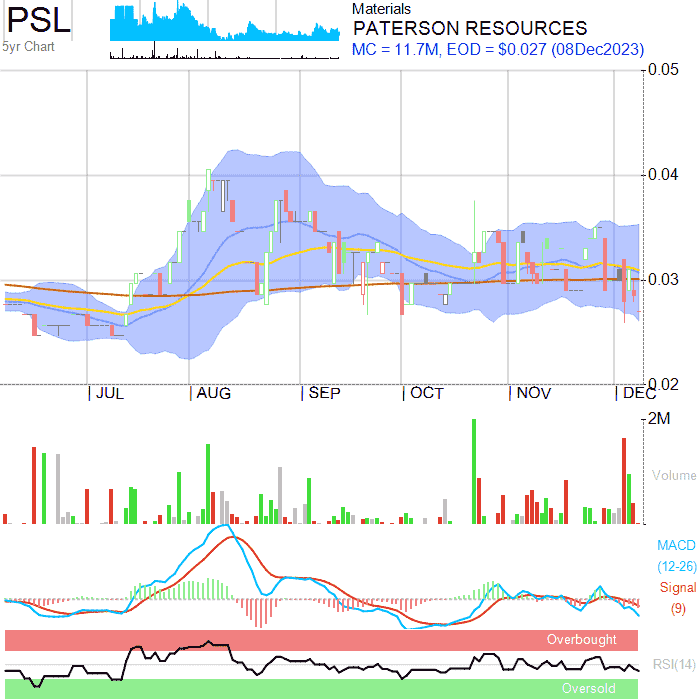 PSL
5yr Chart
Materials
PATERSON RESOURCES
MC = 11.7M, EOD = $0.027 (08Dec2023)
0.05
0.04
0.03
0.02
JUL AUG SEP OCT NOV DEC
2M
Volume
MACD
(12-26)
Signal
(9)
Overbought
RSI(14)
Oversold